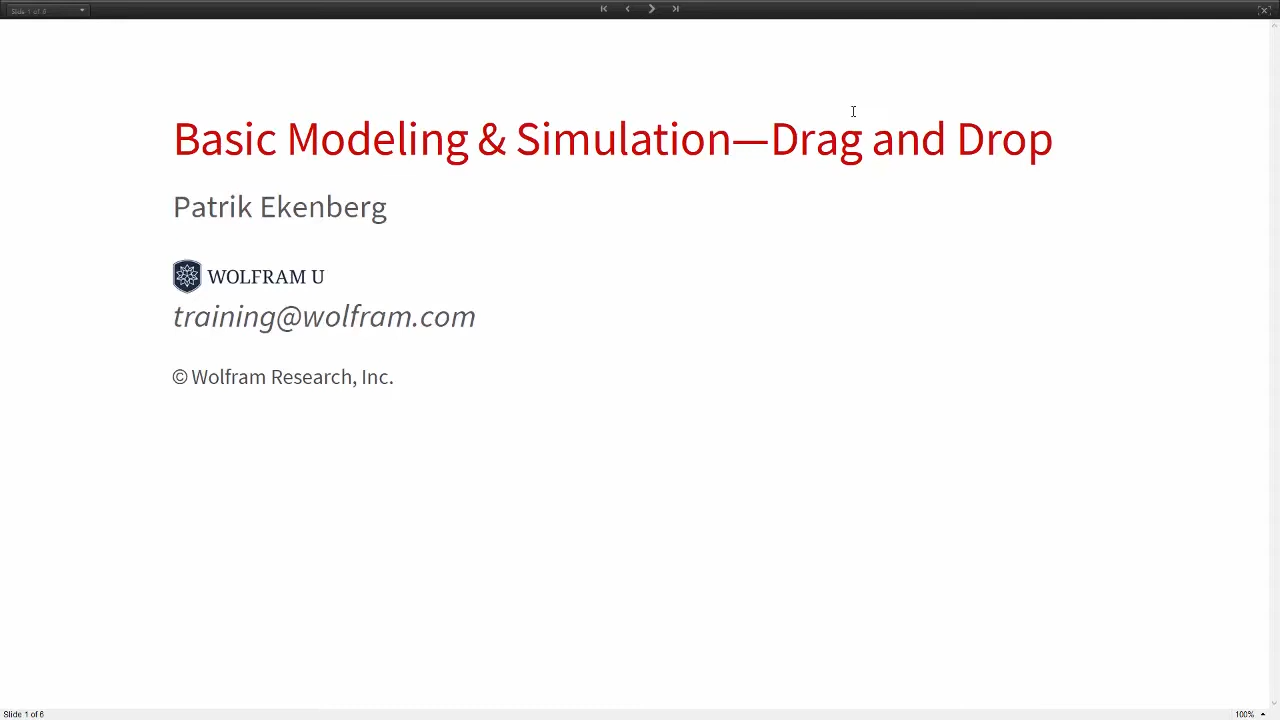 Basic Modeling & Simulation—Drag and Drop
Patrik Ekenberg
WOLFRAM U
training@wolfram.com
© Wolfram Research, Inc.
Slide 1 of 6
100%